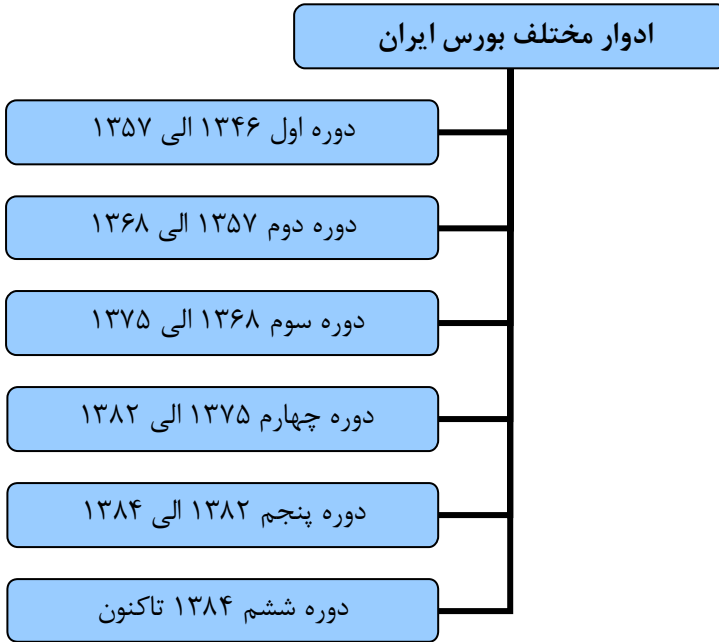 ادوار مختلف بورس ایران
دوره اول ۱۳۴۶ الی ۱۳۵۷
دوره دوم ۱۳۵۷ الی ۱۳۶۸
دوره سوم ۱۳۶۸ الی ۱۳۷۵
دوره چهارم ۱۳۷۵ الی ۱۳۸۲
دوره پنجم ۱۳۸۲ الی ۱۳۸۴
دوره ششم ۱۳۸۴ تاکنون